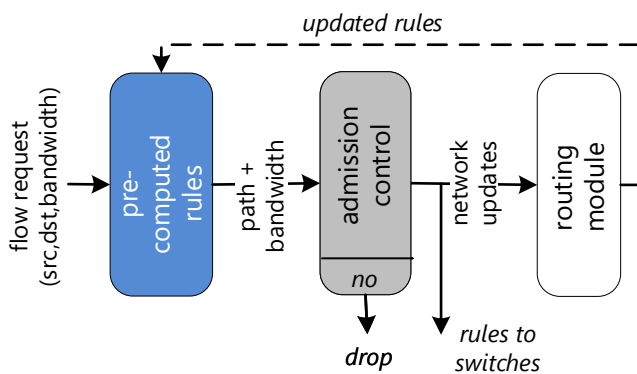 updated rules
flow request
(src,dst,bandwidth)
pre-
computed
rules
path +
bandwidth
admission
control
no
drop
network
updates
rules to
switches
routing
module